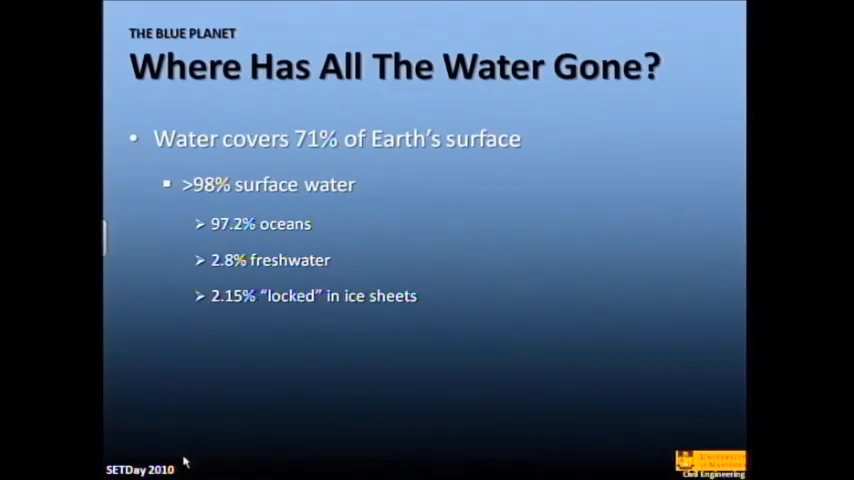 THE BLUE PLANET
Where Has All The Water Gone?
• Water covers 71% of Earth's surface
▪ >98% surface water
➢ 97.2% oceans
➢ 2.8% freshwater
➢ 2.15% “locked” in ice sheets
SETDay 2010
UNIVERSITY
Civil Engineering